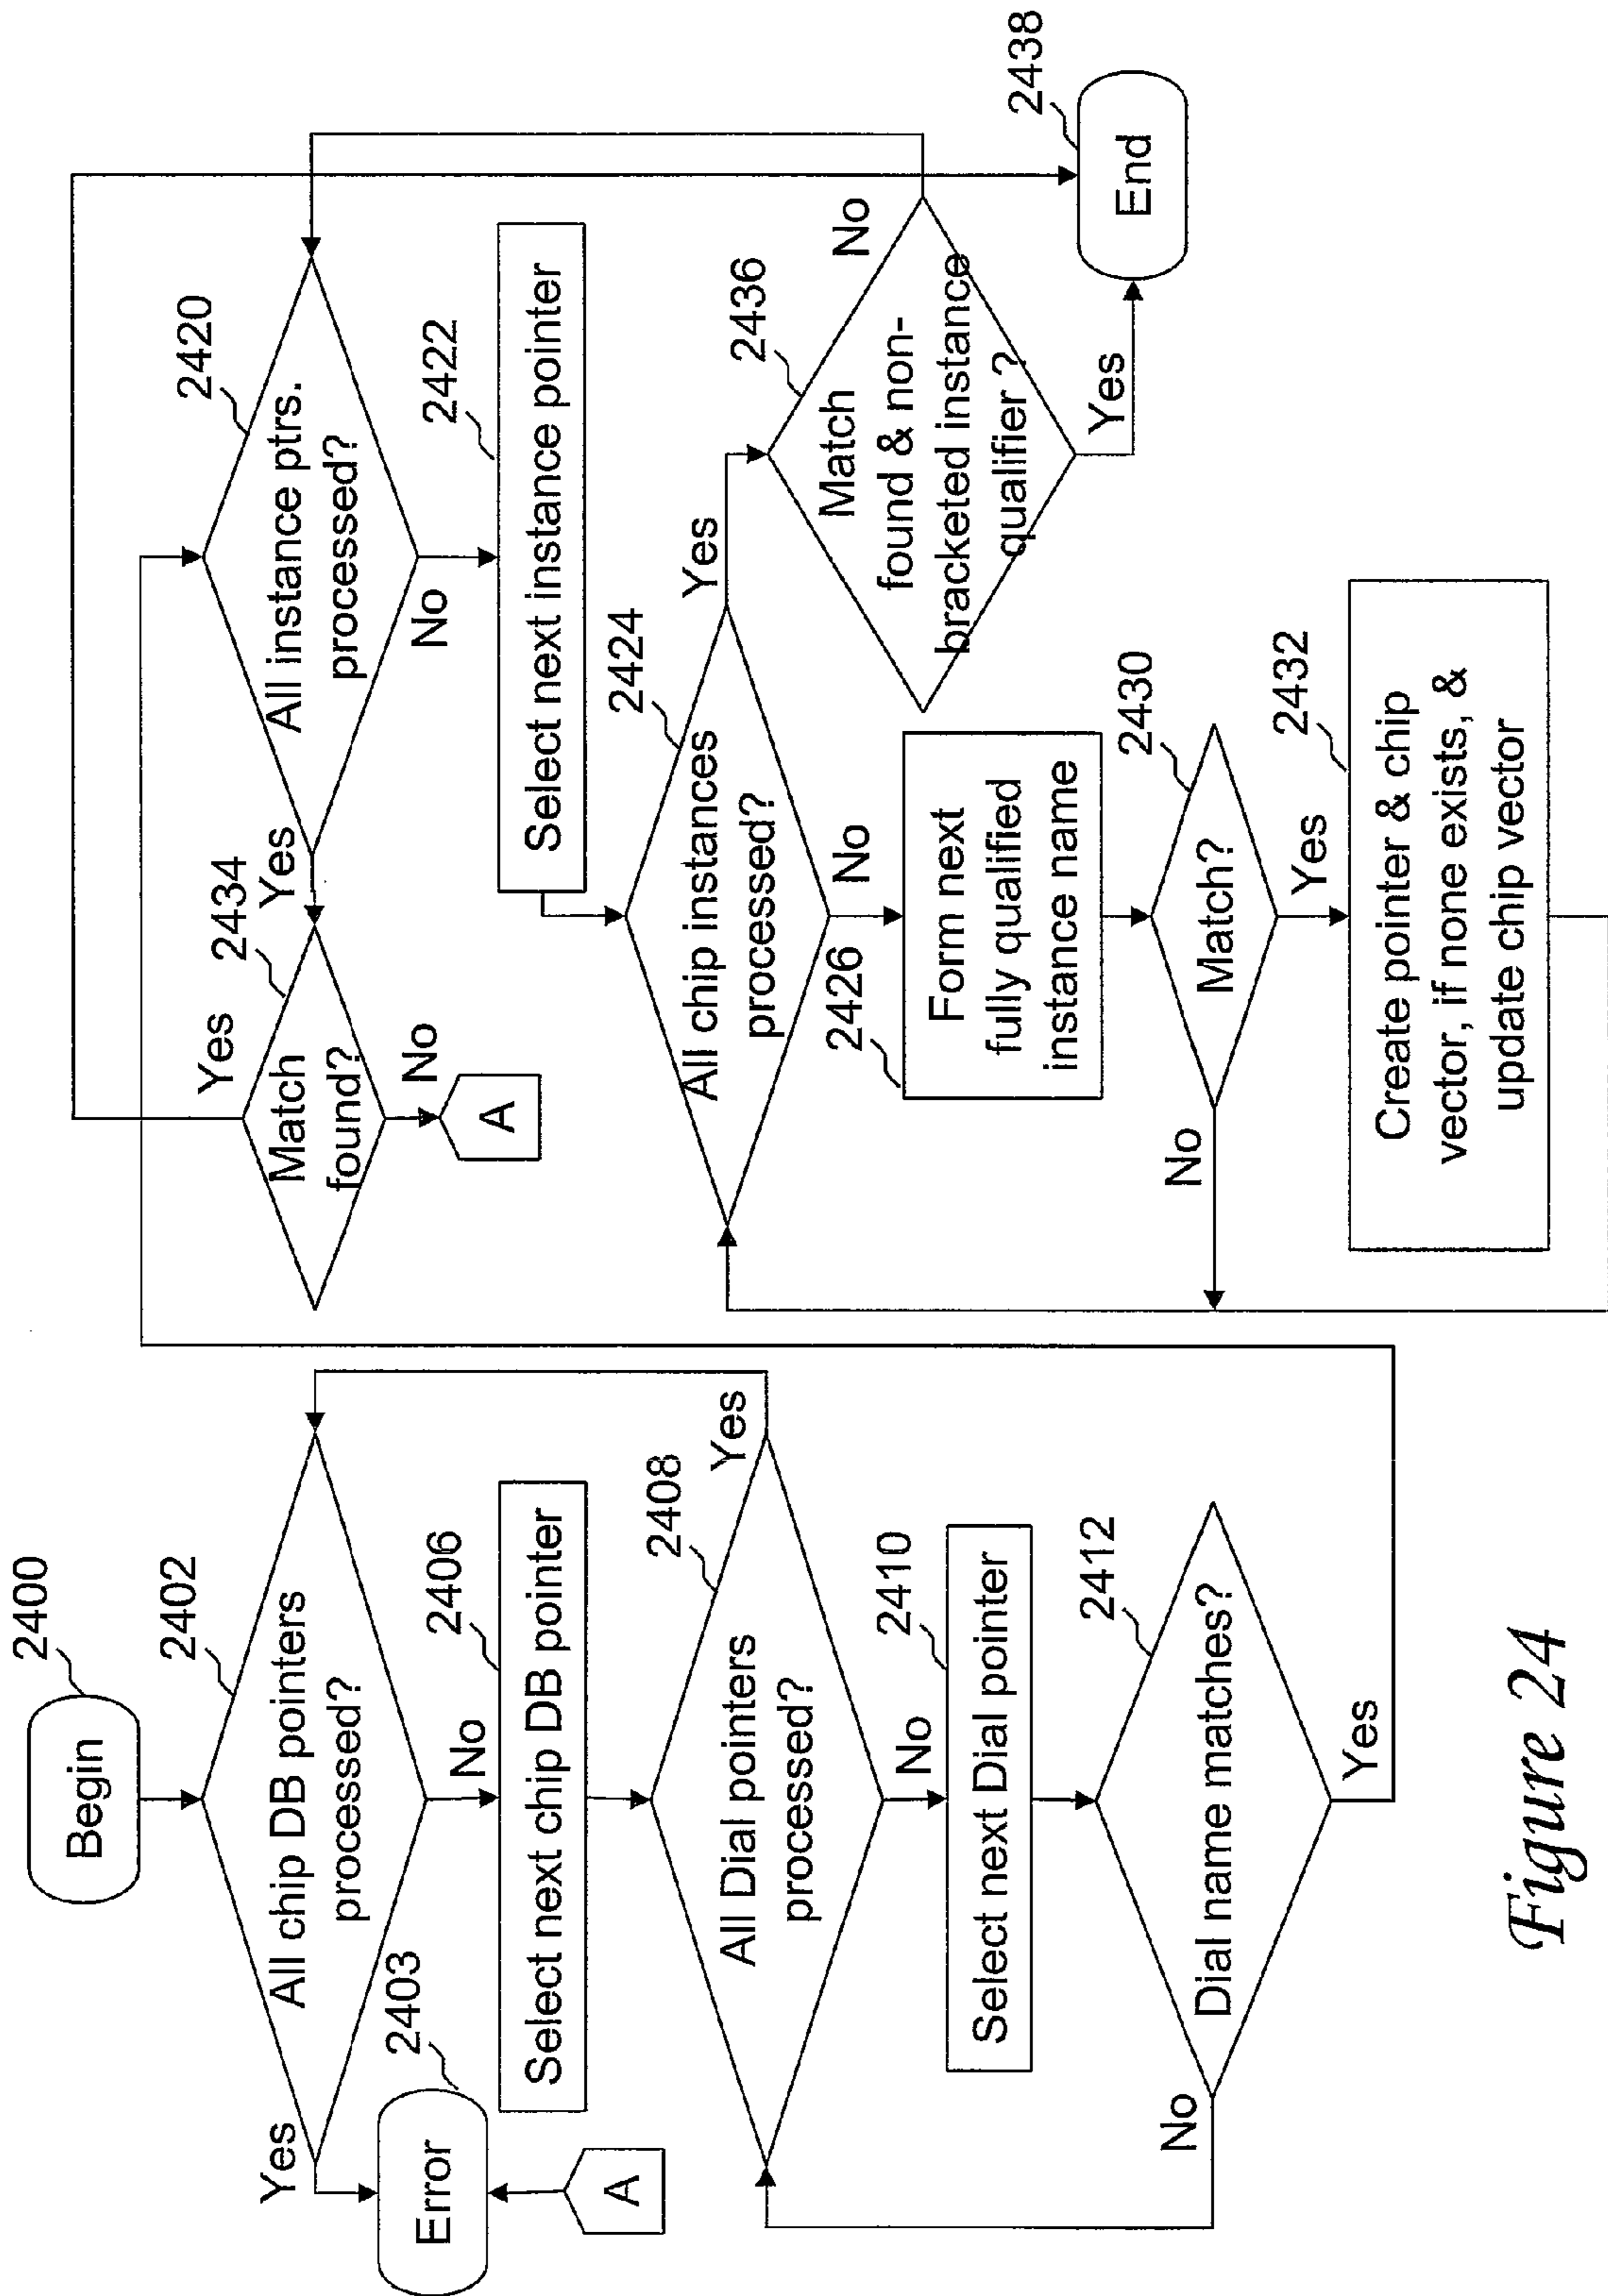 2400
Begin
2402
All chip DB pointers
processed?
Yes
No
2403
Error
A
2406
Select next chip DB pointer
2408
All Dial pointers
processed?
Yes
No
2410
Select next Dial pointer
2412
Dial name matches?
No
Yes
2420
All instance ptrs.
processed?
Yes
No
2434
Match
found?
Yes
No
A
2422
Select next instance pointer
2424
All chip instances
processed?
Yes
No
2426
Form next
fully qualified
instance name
2430
Match?
No
Yes
2432
Create pointer & chip
vector, if none exists, &
update chip vector
2436
Match
found & non-
bracketed instance
qualifier ?
No
Yes
2438
End
Figure 24